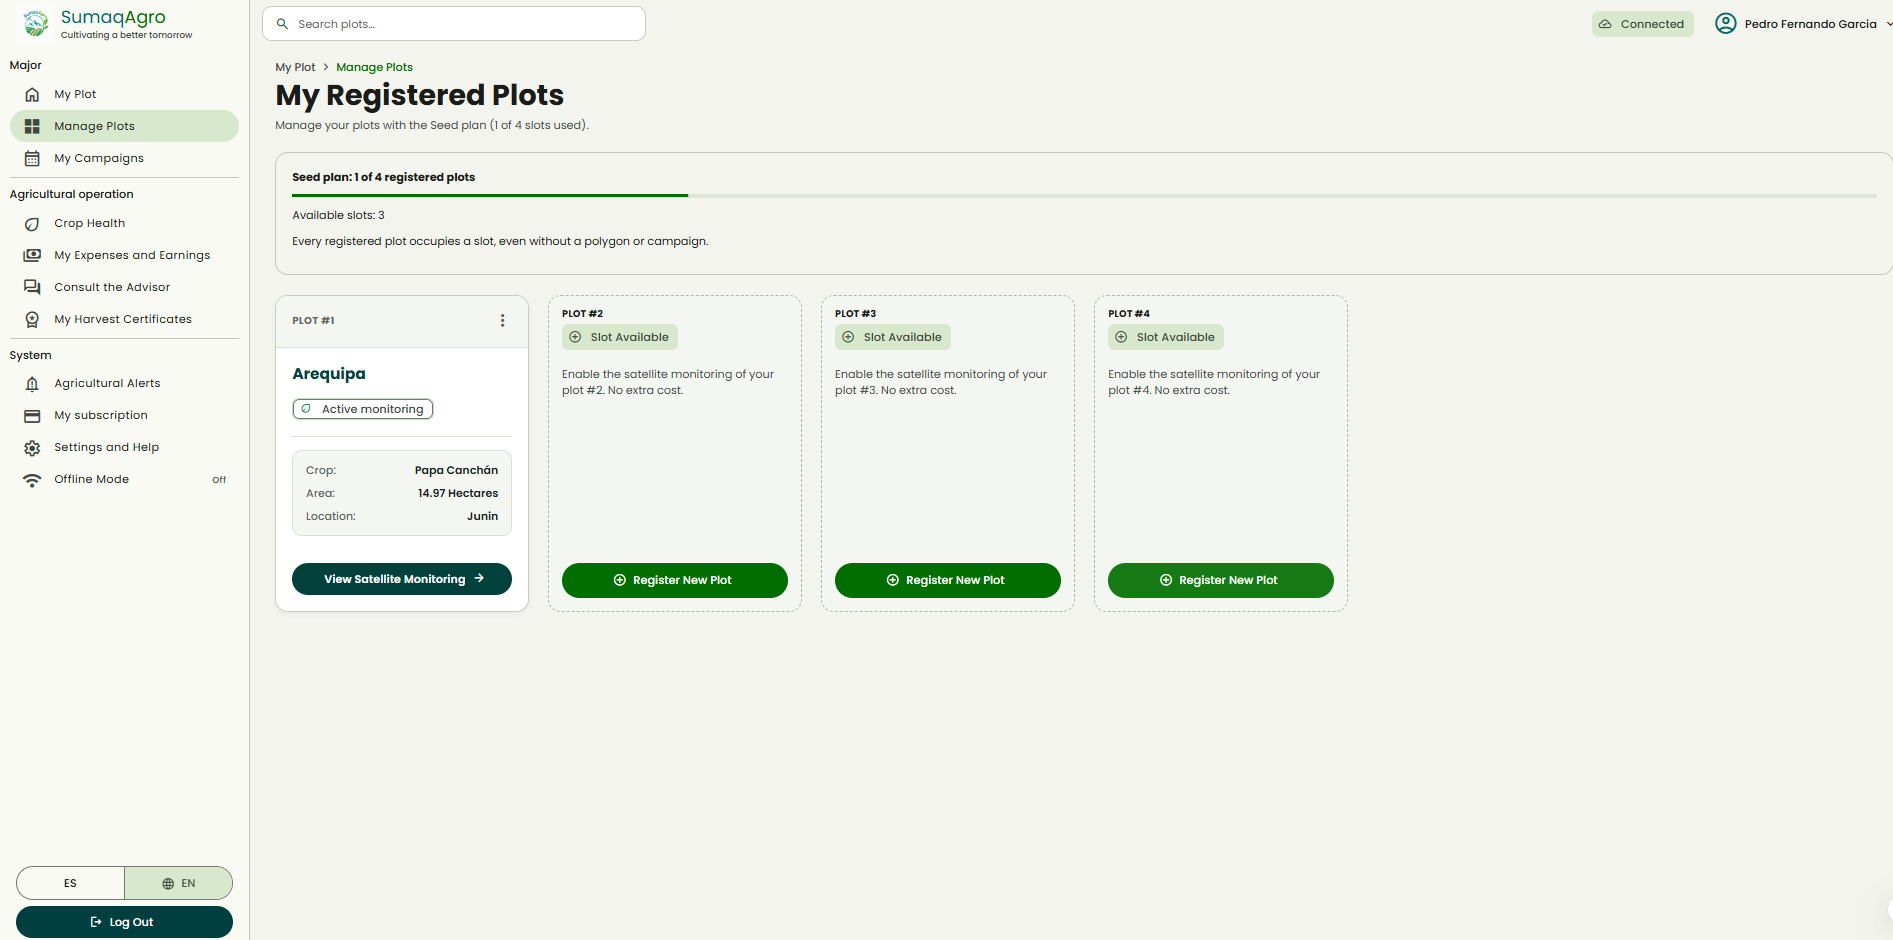 SumaqAgro
Cultivating a better tomorrow
Major
My Plot
Manage Plots
My Campaigns
Agricultural operation
Crop Health
My Expenses and Earnings
Consult the Advisor
My Harvest Certificates
System
Agricultural Alerts
My subscription
Settings and Help
Offline Mode Off
ES EN
Log Out
Search plots...
Connected
Pedro Fernando Garcia
My Plot > Manage Plots
My Registered Plots
Manage your plots with the Seed plan (1 of 4 slots used).
Seed plan: 1 of 4 registered plots
Available slots: 3
Every registered plot occupies a slot, even without a polygon or campaign.
PLOT #1
Arequipa
Active monitoring
Crop: Papa Canchán
Area: 14.97 Hectares
Location: Junin
View Satellite Monitoring
PLOT #2
Slot Available
Enable the satellite monitoring of your
plot #2. No extra cost.
Register New Plot
PLOT #3
Slot Available
Enable the satellite monitoring of your
plot #3. No extra cost.
Register New Plot
PLOT #4
Slot Available
Enable the satellite monitoring of your
plot #4. No extra cost.
Register New Plot